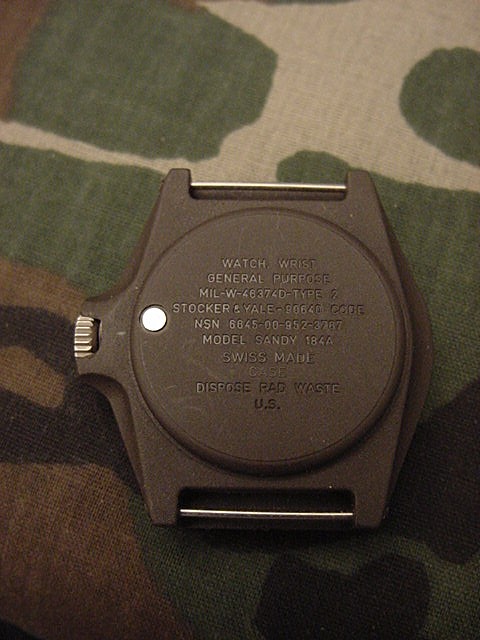 WATCH, WRIST
GENERAL PURPOSE
MIL-W-46374D-TYPE 2
STOCKER & YALE-90640 CODE
NSN 6645-00-952-3767
MODEL SANDY 184A
SWISS MADE
CASE
DISPOSE RAD WASTE
U.S.